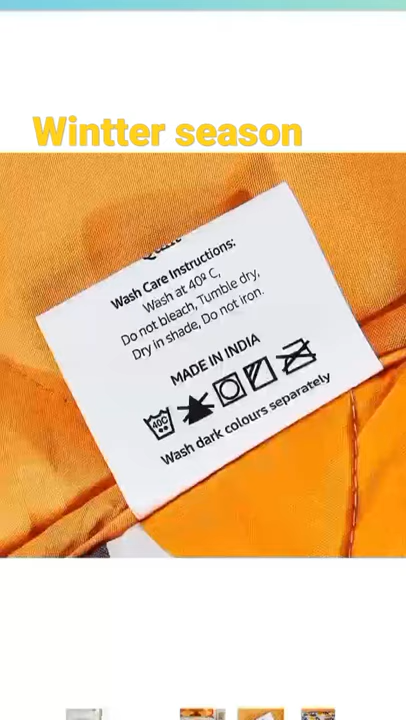 Wintter season
Wash Care Instructions:
Wash at 40º C,
Do not bleach, Tumble dry,
Dry in shade, Do not iron.
MADE IN INDIA
40C
Wash dark colours separately